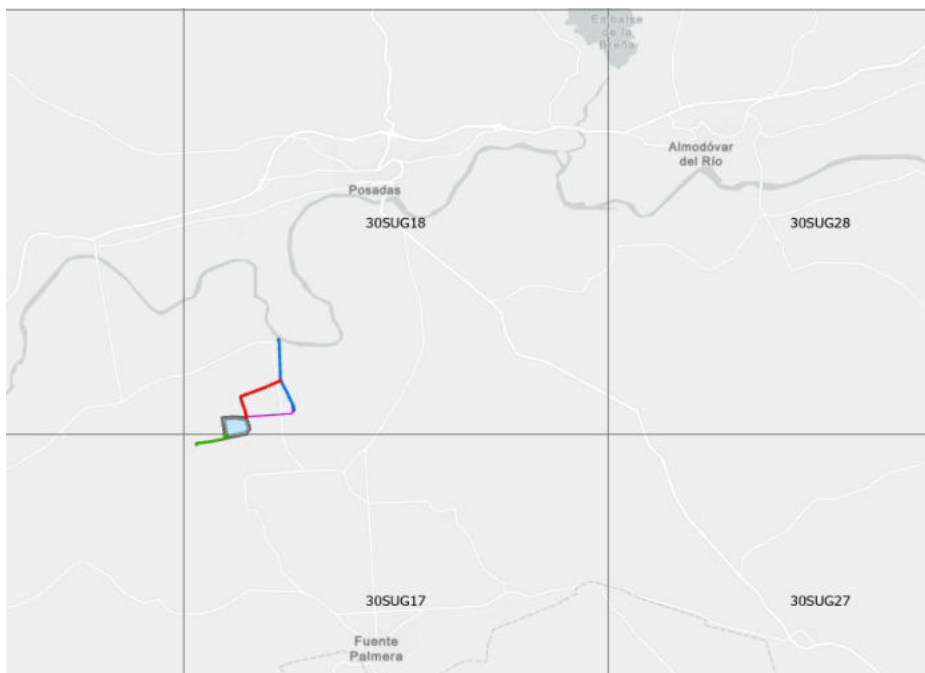 Embalse
de la
Breña
Almodóvar
del Río
Posadas
30SUG18
30SUG28
30SUG17
30SUG27
Fuente
Palmera